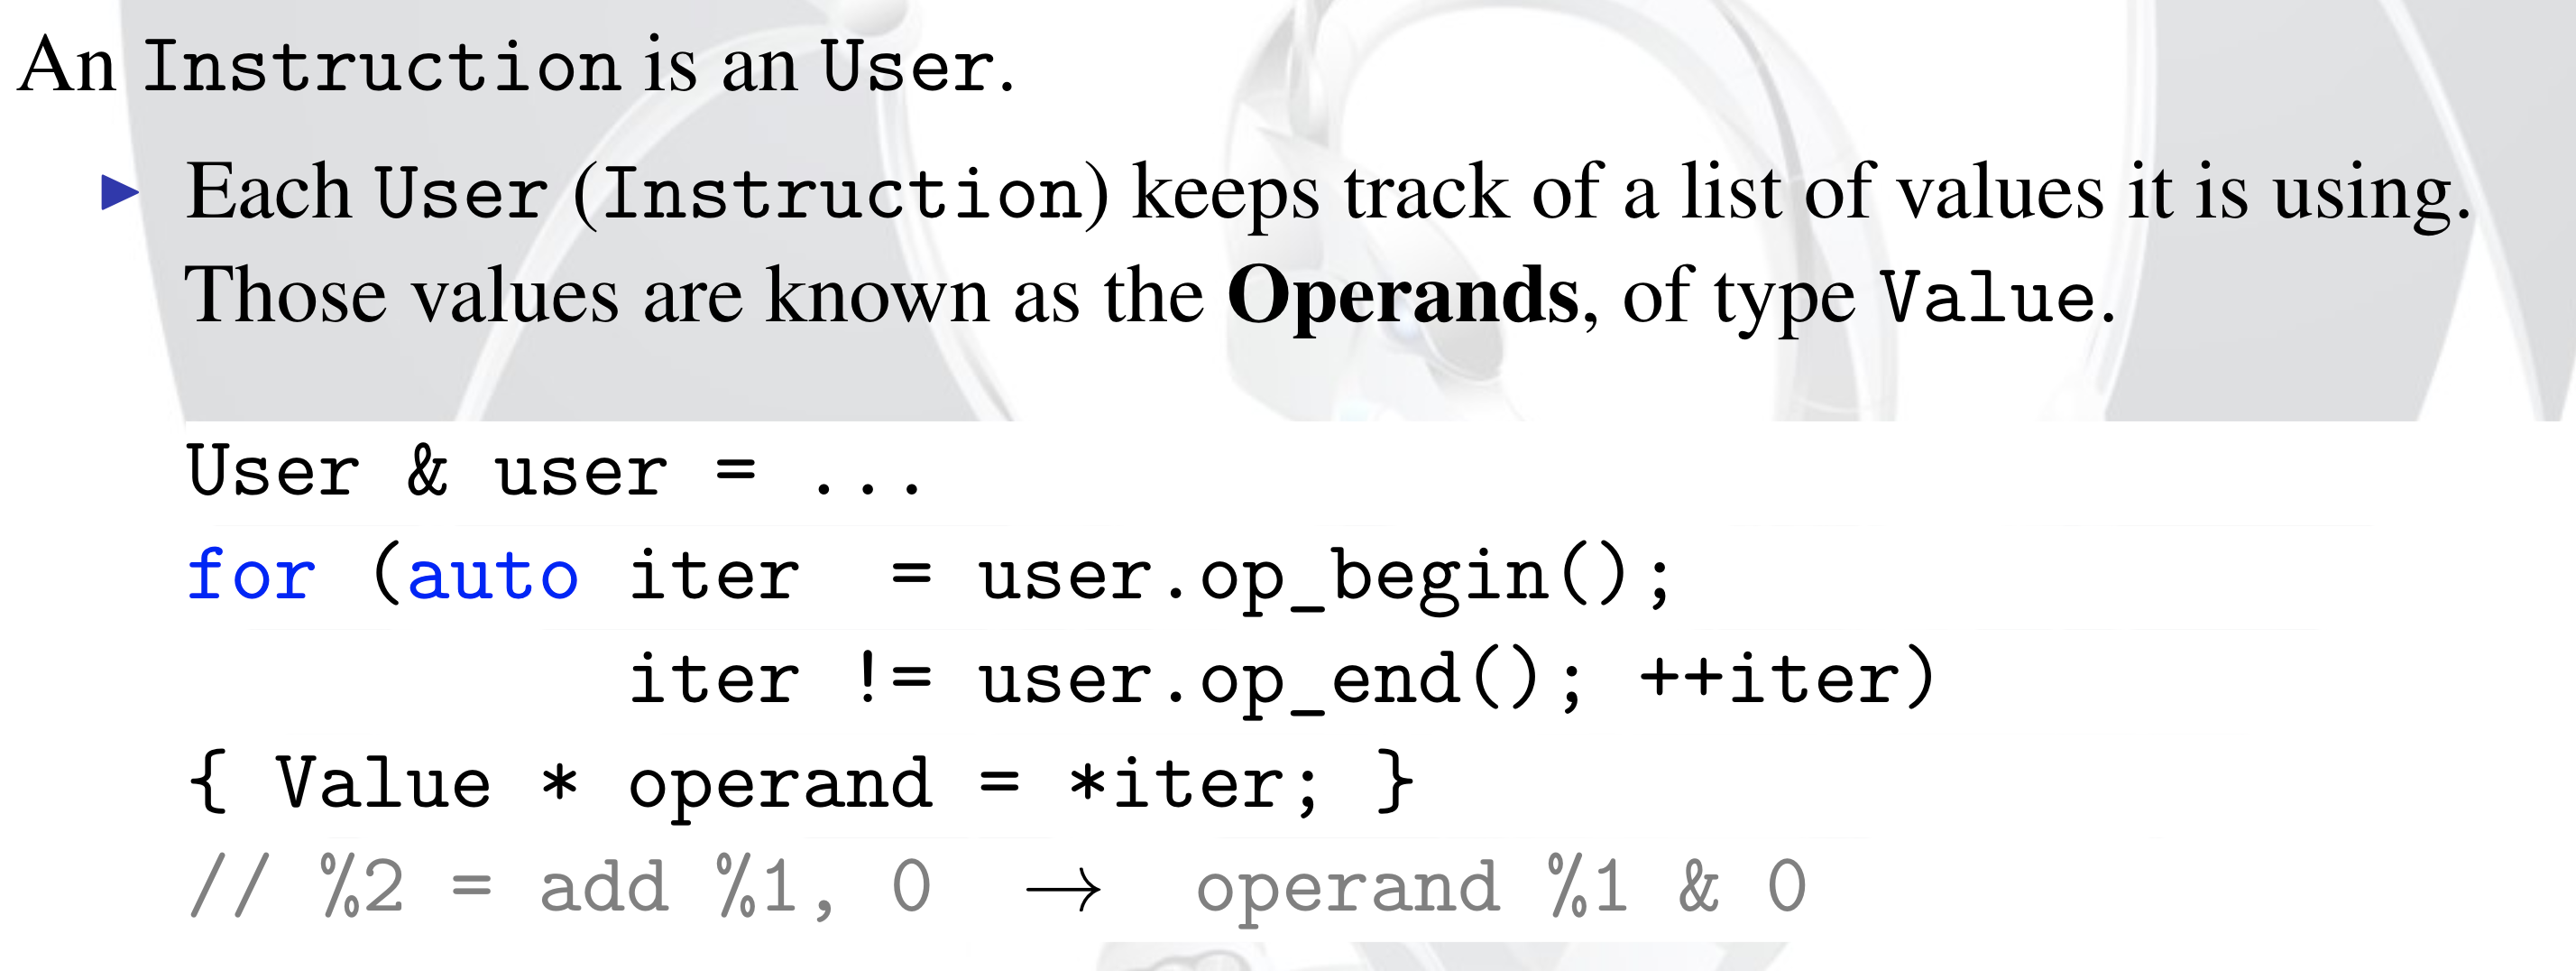 An Instruction is an User.
▶ Each User (Instruction) keeps track of a list of values it is using.
Those values are known as the Operands, of type Value.
User & user = ...
for (auto iter  = user.op_begin();
iter != user.op_end(); ++iter)
{ Value * operand = *iter; }
// %2 = add %1, 0 → operand %1 & 0